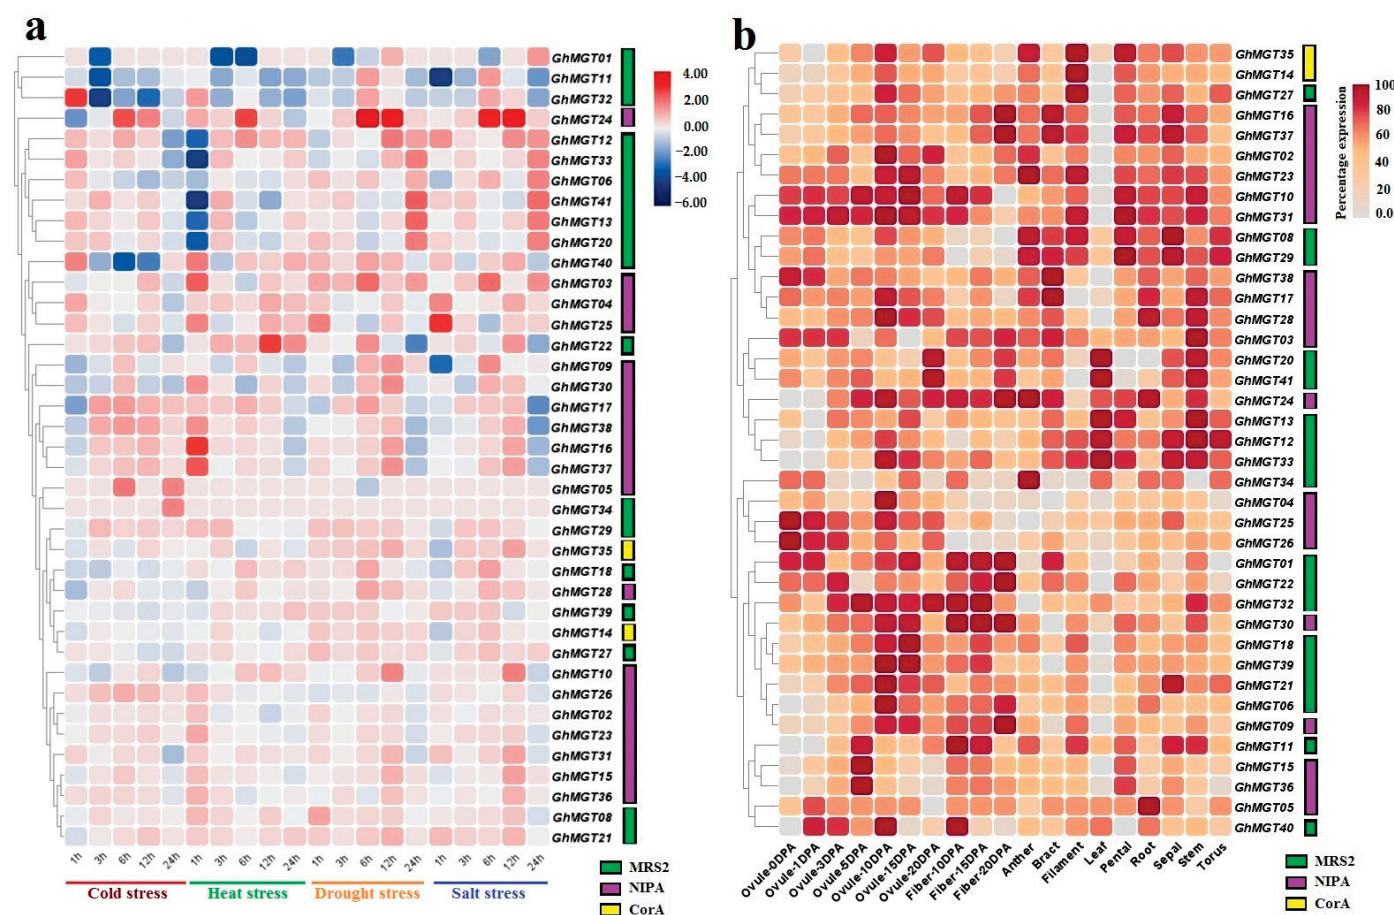 a
GhMGT01
GhMGT11
GhMGT32
GhMGT24
GhMGT12
GhMGT33
GhMGT06
GhMGT41
GhMGT13
GhMGT20
GhMGT40
GhMGT03
GhMGT04
GhMGT25
GhMGT22
GhMGT09
GhMGT30
GhMGT17
GhMGT38
GhMGT16
GhMGT37
GhMGT05
GhMGT34
GhMGT29
GhMGT35
GhMGT18
GhMGT28
GhMGT39
GhMGT14
GhMGT27
GhMGT10
GhMGT26
GhMGT02
GhMGT23
GhMGT31
GhMGT15
GhMGT36
GhMGT08
GhMGT21
4.00
2.00
0.00
−2.00
−4.00
−6.00
1h 3h 6h 12h 24h 1h 3h 6h 12h 24h 1h 3h 6h 12h 24h 1h 3h 6h 12h 24h
Cold stress Heat stress Drought stress Salt stress
MRS2
NIPA
CorA
b
GhMGT35
GhMGT14
GhMGT27
GhMGT16
GhMGT37
GhMGT02
GhMGT23
GhMGT10
GhMGT31
GhMGT08
GhMGT29
GhMGT38
GhMGT17
GhMGT28
GhMGT03
GhMGT20
GhMGT41
GhMGT24
GhMGT13
GhMGT12
GhMGT33
GhMGT34
GhMGT04
GhMGT25
GhMGT26
GhMGT01
GhMGT22
GhMGT32
GhMGT30
GhMGT18
GhMGT39
GhMGT21
GhMGT06
GhMGT09
GhMGT11
GhMGT15
GhMGT36
GhMGT05
GhMGT40
Percentage expression
100
80
60
40
20
0.0
Ovule-0DPA
Ovule-1DPA
Ovule-3DPA
Ovule-5DPA
Ovule-10DPA
Ovule-15DPA
Ovule-20DPA
Fiber-10DPA
Fiber-15DPA
Fiber-20DPA
Anther
Bract
Filament
Leaf
Pental
Root
Sepal
Stem
Torus
MRS2
NIPA
CorA